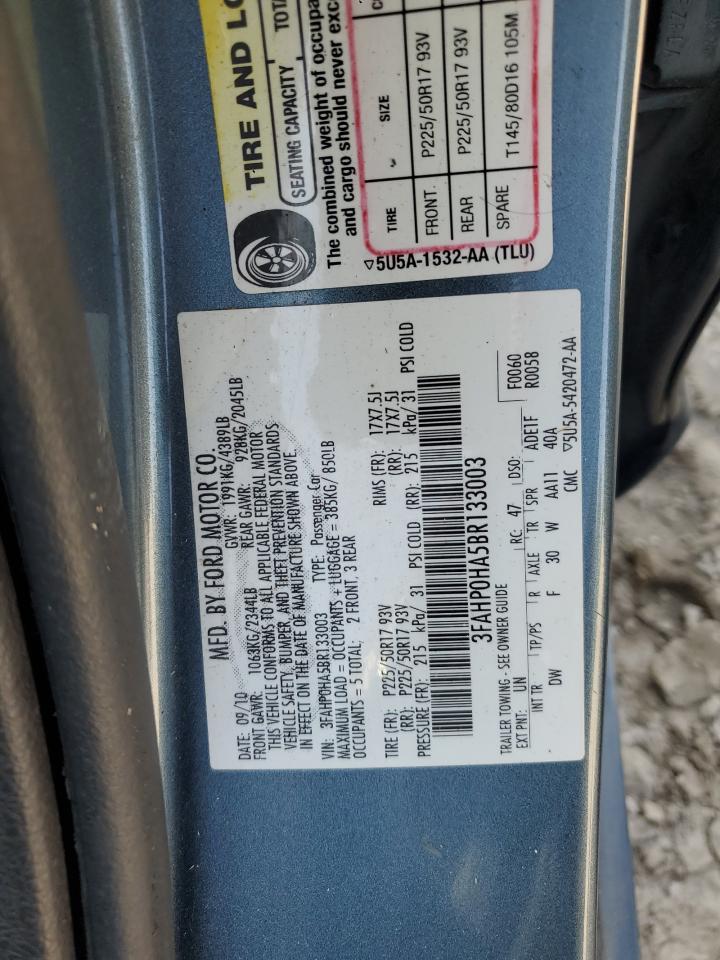 MFD. BY FORD MOTOR CO.
DATE: 09/10 GVWR: 1991KG/4389LB
FRONT GAWR: 1063KG/2344LB REAR GAWR: 928KG/2045LB
THIS VEHICLE CONFORMS TO ALL APPLICABLE FEDERAL MOTOR
VEHICLE SAFETY, BUMPER, AND THEFT PREVENTION STANDARDS
IN EFFECT ON THE DATE OF MANUFACTURE SHOWN ABOVE.
VIN: 3FAHP0HA5BR133003 TYPE: Passenger Car
MAXIMUM LOAD = OCCUPANTS + LUGGAGE = 385KG/ 850LB
OCCUPANTS = 5 TOTAL; 2 FRONT, 3 REAR
TIRE (FR): P225/50R17 93V RIMS (FR): 17X7.5J
(RR): P225/50R17 93V (RR): 17X7.5J
PRESSURE (FR): 215 kPa/ 31 PSI COLD (RR): 215 kPa/ 31 PSI COLD
3FAHP0HA5BR133003
TRAILER TOWING - SEE OWNER GUIDE F0060
EXT PNT: UN RC: 47 DSO: R005B
INT TR TP/PS R AXLE TR SPR ADE1F
DW F 30 W AA11 40A
CMC ▽5U5A-5420472-AA
TIRE AND LO
SEATING CAPACITY TOTA
The combined weight of occupa
and cargo should never exce
TIRE SIZE
FRONT P225/50R17 93V
REAR P225/50R17 93V
SPARE T145/80D16 105M
▽5U5A-1532-AA (TLU)